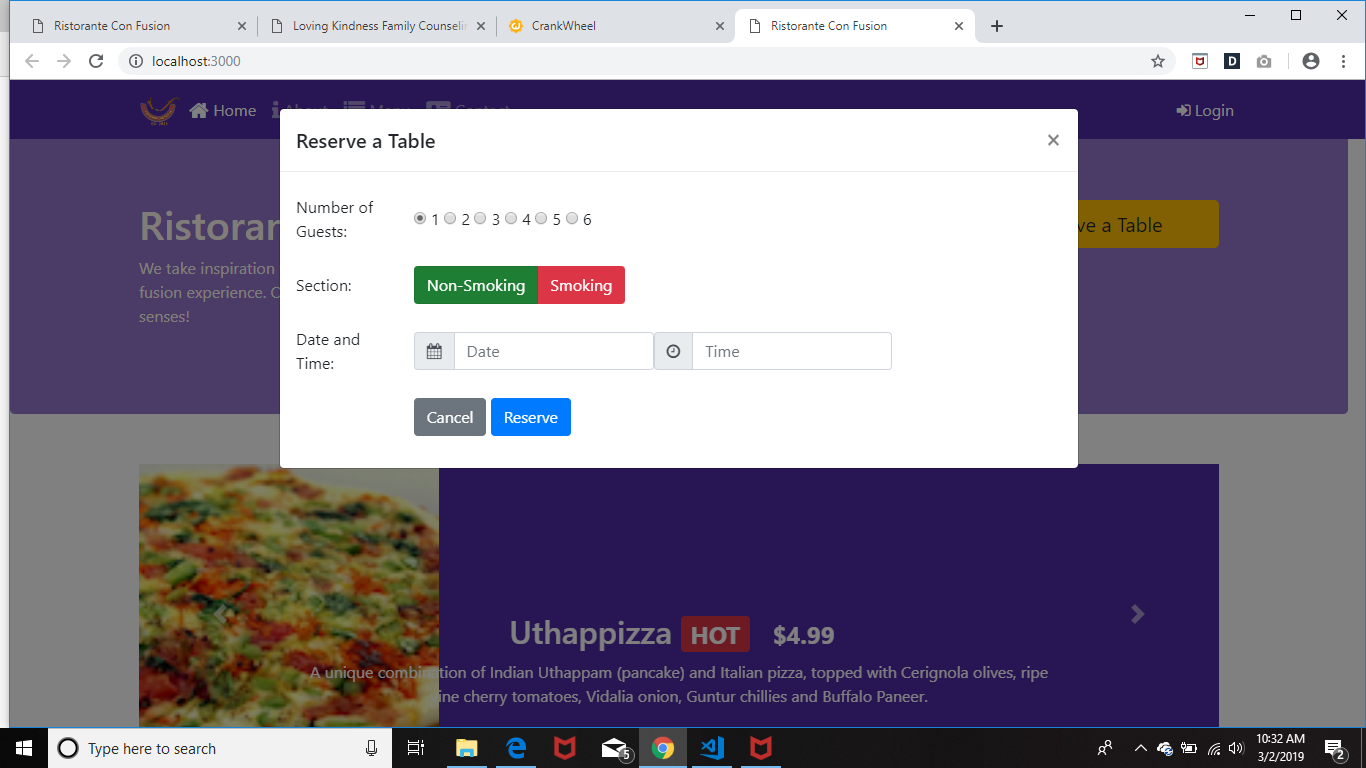 Ristorante Con Fusion
Loving Kindness Family Counselin
CrankWheel
Ristorante Con Fusion
localhost:3000
D
Home
About
Menu
Contact
Login
Reserve a Table
×
Number of Guests:
1 2 3 4 5 6
Section:
Non-Smoking Smoking
Date and Time:
Date
Time
Cancel Reserve
Ristoran
We take inspiration
fusion experience. C
senses!
ve a Table
Uthappizza HOT $4.99
A unique combination of Indian Uthappam (pancake) and Italian pizza, topped with Cerignola olives, ripe
ine cherry tomatoes, Vidalia onion, Guntur chillies and Buffalo Paneer.
Type here to search
5
10:32 AM
3/2/2019
2